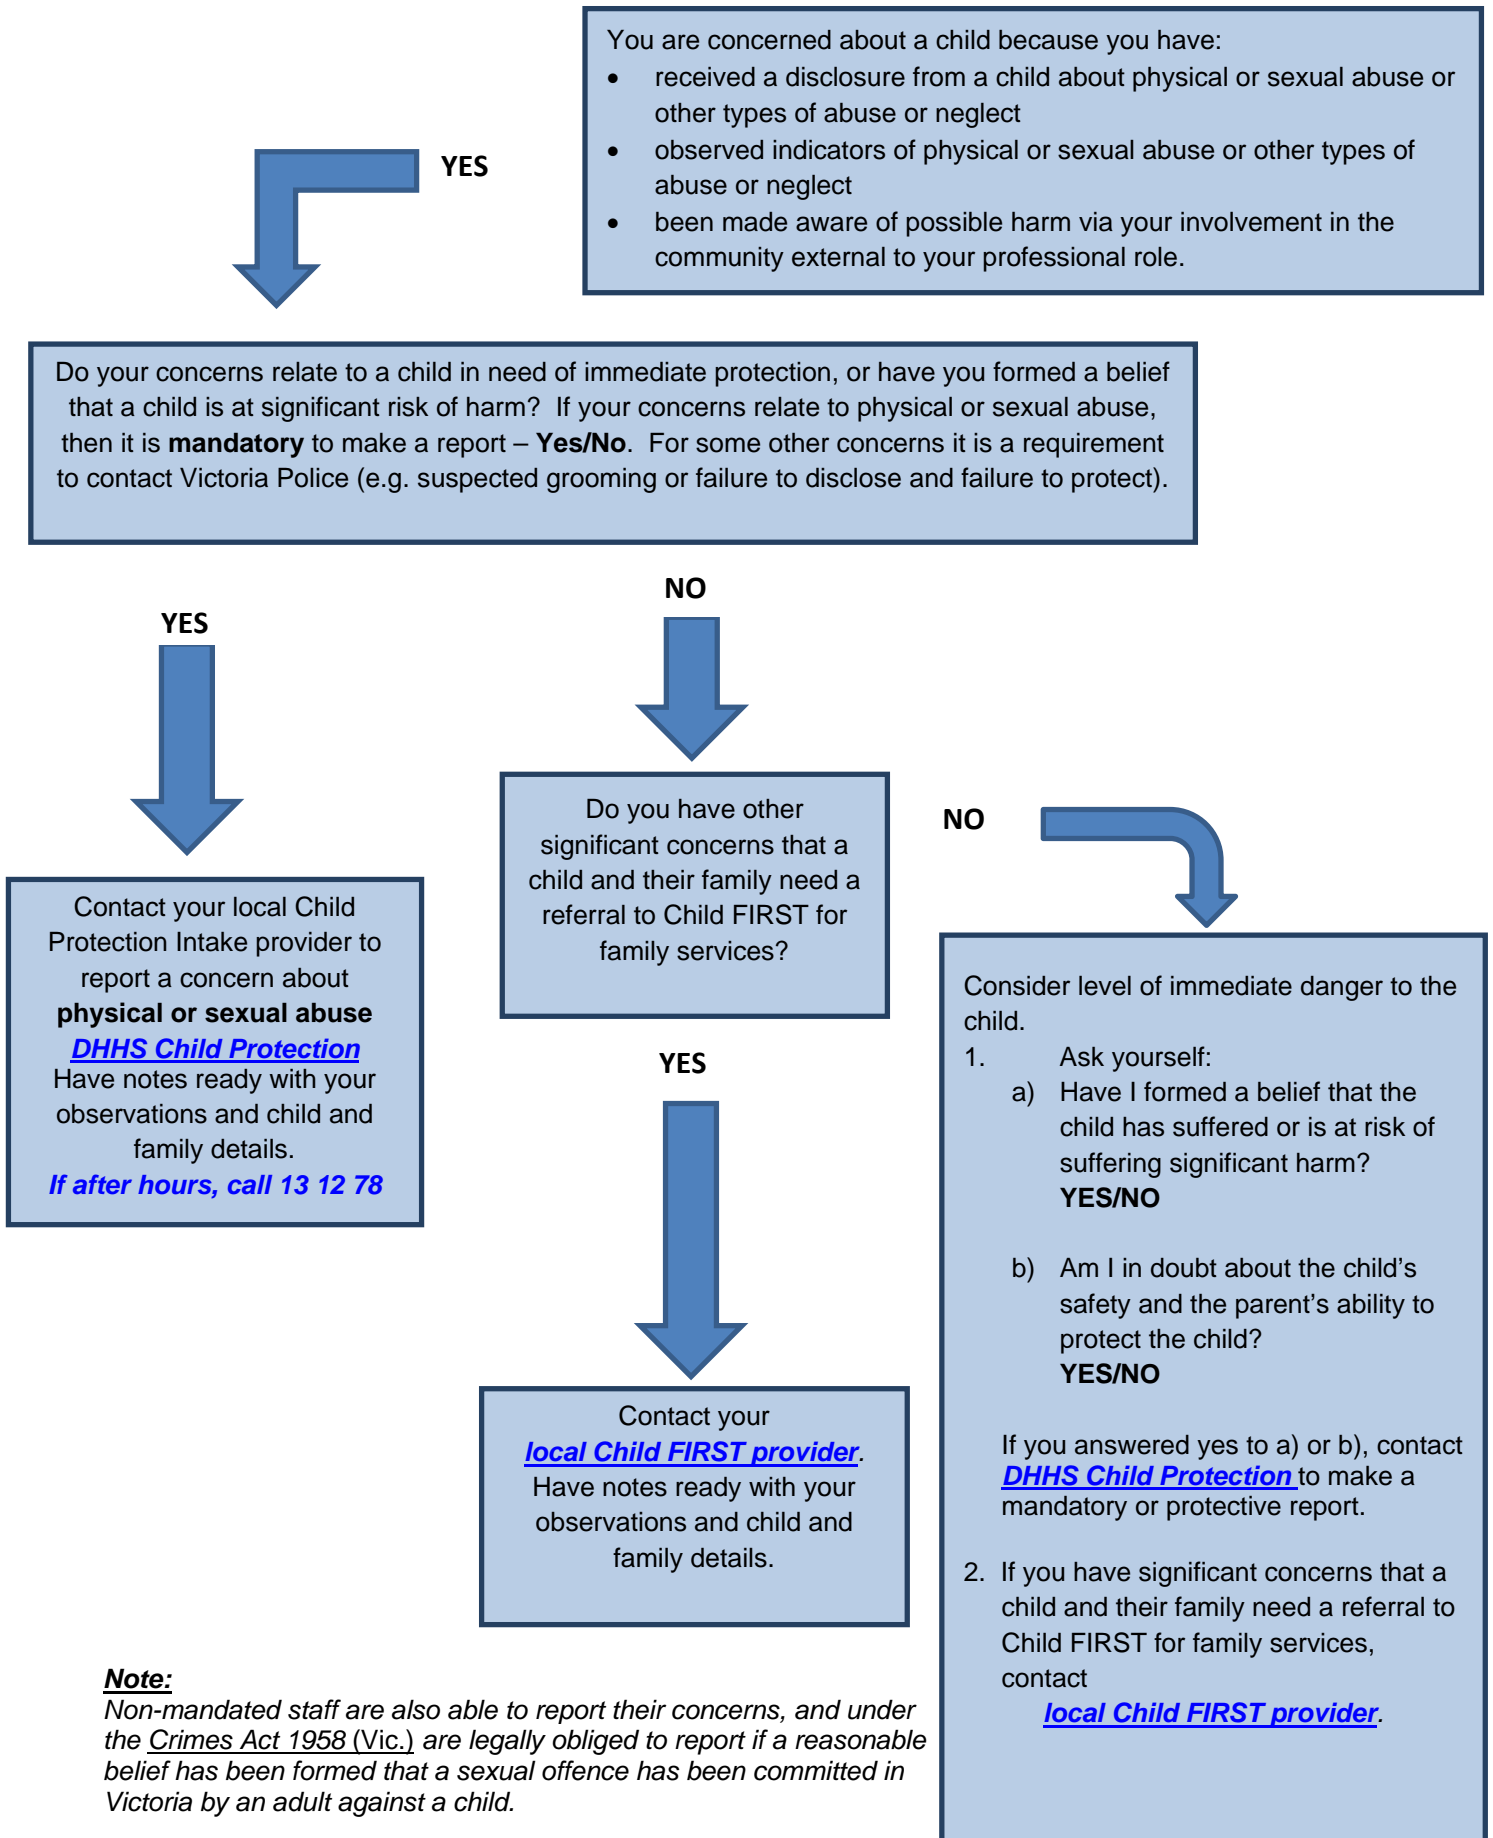 You are concerned about a child because you have:
• received a disclosure from a child about physical or sexual abuse or
other types of abuse or neglect
• observed indicators of physical or sexual abuse or other types of
abuse or neglect
• been made aware of possible harm via your involvement in the
community external to your professional role.
YES
Do your concerns relate to a child in need of immediate protection, or have you formed a belief
that a child is at significant risk of harm? If your concerns relate to physical or sexual abuse,
then it is mandatory to make a report – Yes/No. For some other concerns it is a requirement
to contact Victoria Police (e.g. suspected grooming or failure to disclose and failure to protect).
YES
NO
Contact your local Child
Protection Intake provider to
report a concern about
physical or sexual abuse
DHHS Child Protection
Have notes ready with your
observations and child and
family details.
If after hours, call 13 12 78
Do you have other
significant concerns that a
child and their family need a
referral to Child FIRST for
family services?
NO
YES
Contact your
local Child FIRST provider.
Have notes ready with your
observations and child and
family details.
Consider level of immediate danger to the
child.
1. Ask yourself:
a) Have I formed a belief that the
child has suffered or is at risk of
suffering significant harm?
YES/NO
b) Am I in doubt about the child’s
safety and the parent’s ability to
protect the child?
YES/NO
If you answered yes to a) or b), contact
DHHS Child Protection to make a
mandatory or protective report.
2. If you have significant concerns that a
child and their family need a referral to
Child FIRST for family services,
contact
local Child FIRST provider.
Note:
Non-mandated staff are also able to report their concerns, and under
the Crimes Act 1958 (Vic.) are legally obliged to report if a reasonable
belief has been formed that a sexual offence has been committed in
Victoria by an adult against a child.